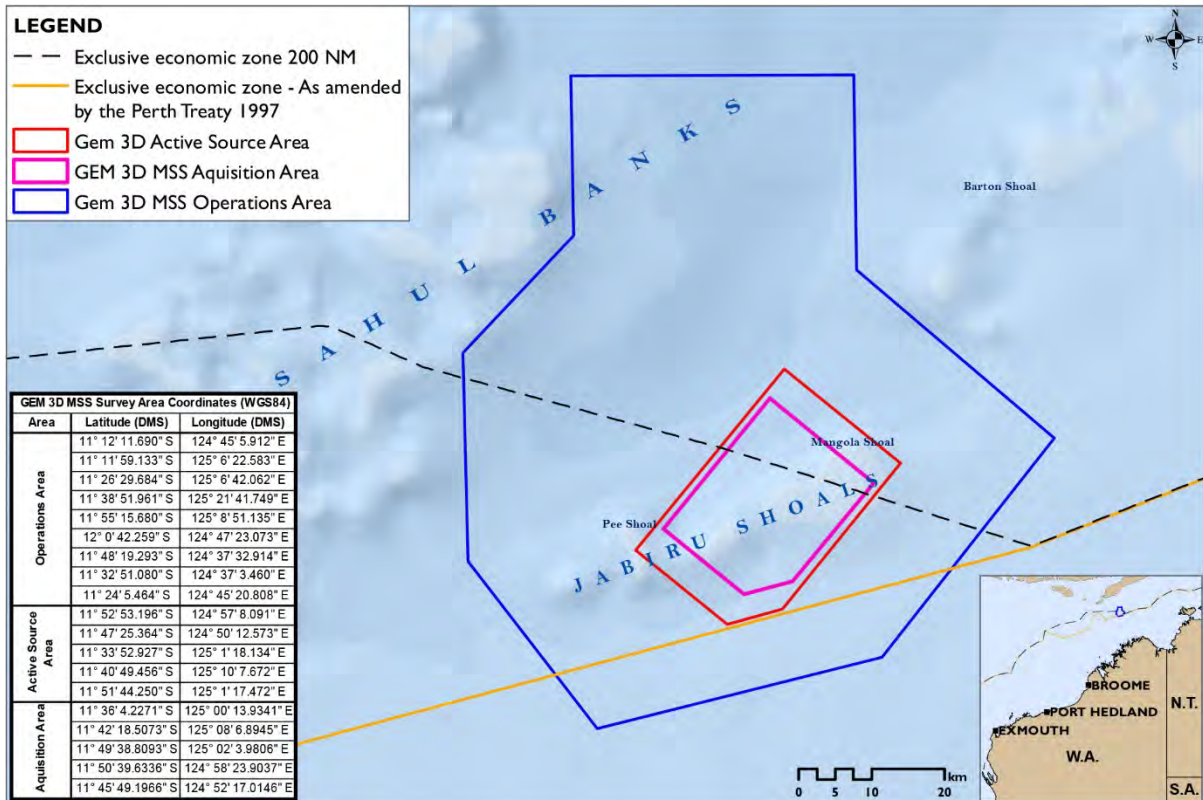 LEGEND
Exclusive economic zone 200 NM
Exclusive economic zone - As amended
by the Perth Treaty 1997
Gem 3D Active Source Area
GEM 3D MSS Aquisition Area
Gem 3D MSS Operations Area
N
W E
S
SAHUL BANKS
Barton Shoal
Mangola Shoal
Pee Shoal
JABIRU SHOALS
GEM 3D MSS Survey Area Coordinates (WGS84)
Area Latitude (DMS) Longitude (DMS)
Operations Area
11° 12' 11.690" S 124° 45' 5.912" E
11° 11' 59.133" S 125° 6' 22.583" E
11° 26' 29.684" S 125° 6' 42.062" E
11° 38' 51.961" S 125° 21' 41.749" E
11° 55' 15.680" S 125° 8' 51.135" E
12° 0' 42.259" S 124° 47' 23.073" E
11° 48' 19.293" S 124° 37' 32.914" E
11° 32' 51.080" S 124° 37' 3.460" E
11° 24' 5.464" S 124° 45' 20.808" E
Active Source
Area
11° 52' 53.196" S 124° 57' 8.091" E
11° 47' 25.364" S 124° 50' 12.573" E
11° 33' 52.927" S 125° 1' 18.134" E
11° 40' 49.456" S 125° 10' 7.672" E
11° 51' 44.250" S 125° 1' 17.472" E
Aquisition Area
11° 36' 4.2271" S 125° 00' 13.9341" E
11° 42' 18.5073" S 125° 08' 6.8945" E
11° 49' 38.8093" S 125° 02' 3.9806" E
11° 50' 39.6336" S 124° 58' 23.9037" E
11° 45' 49.1966" S 124° 52' 17.0146" E
km
0 5 10 20
BROOME
PORT HEDLAND
EXMOUTH
W.A.
N.T.
S.A.